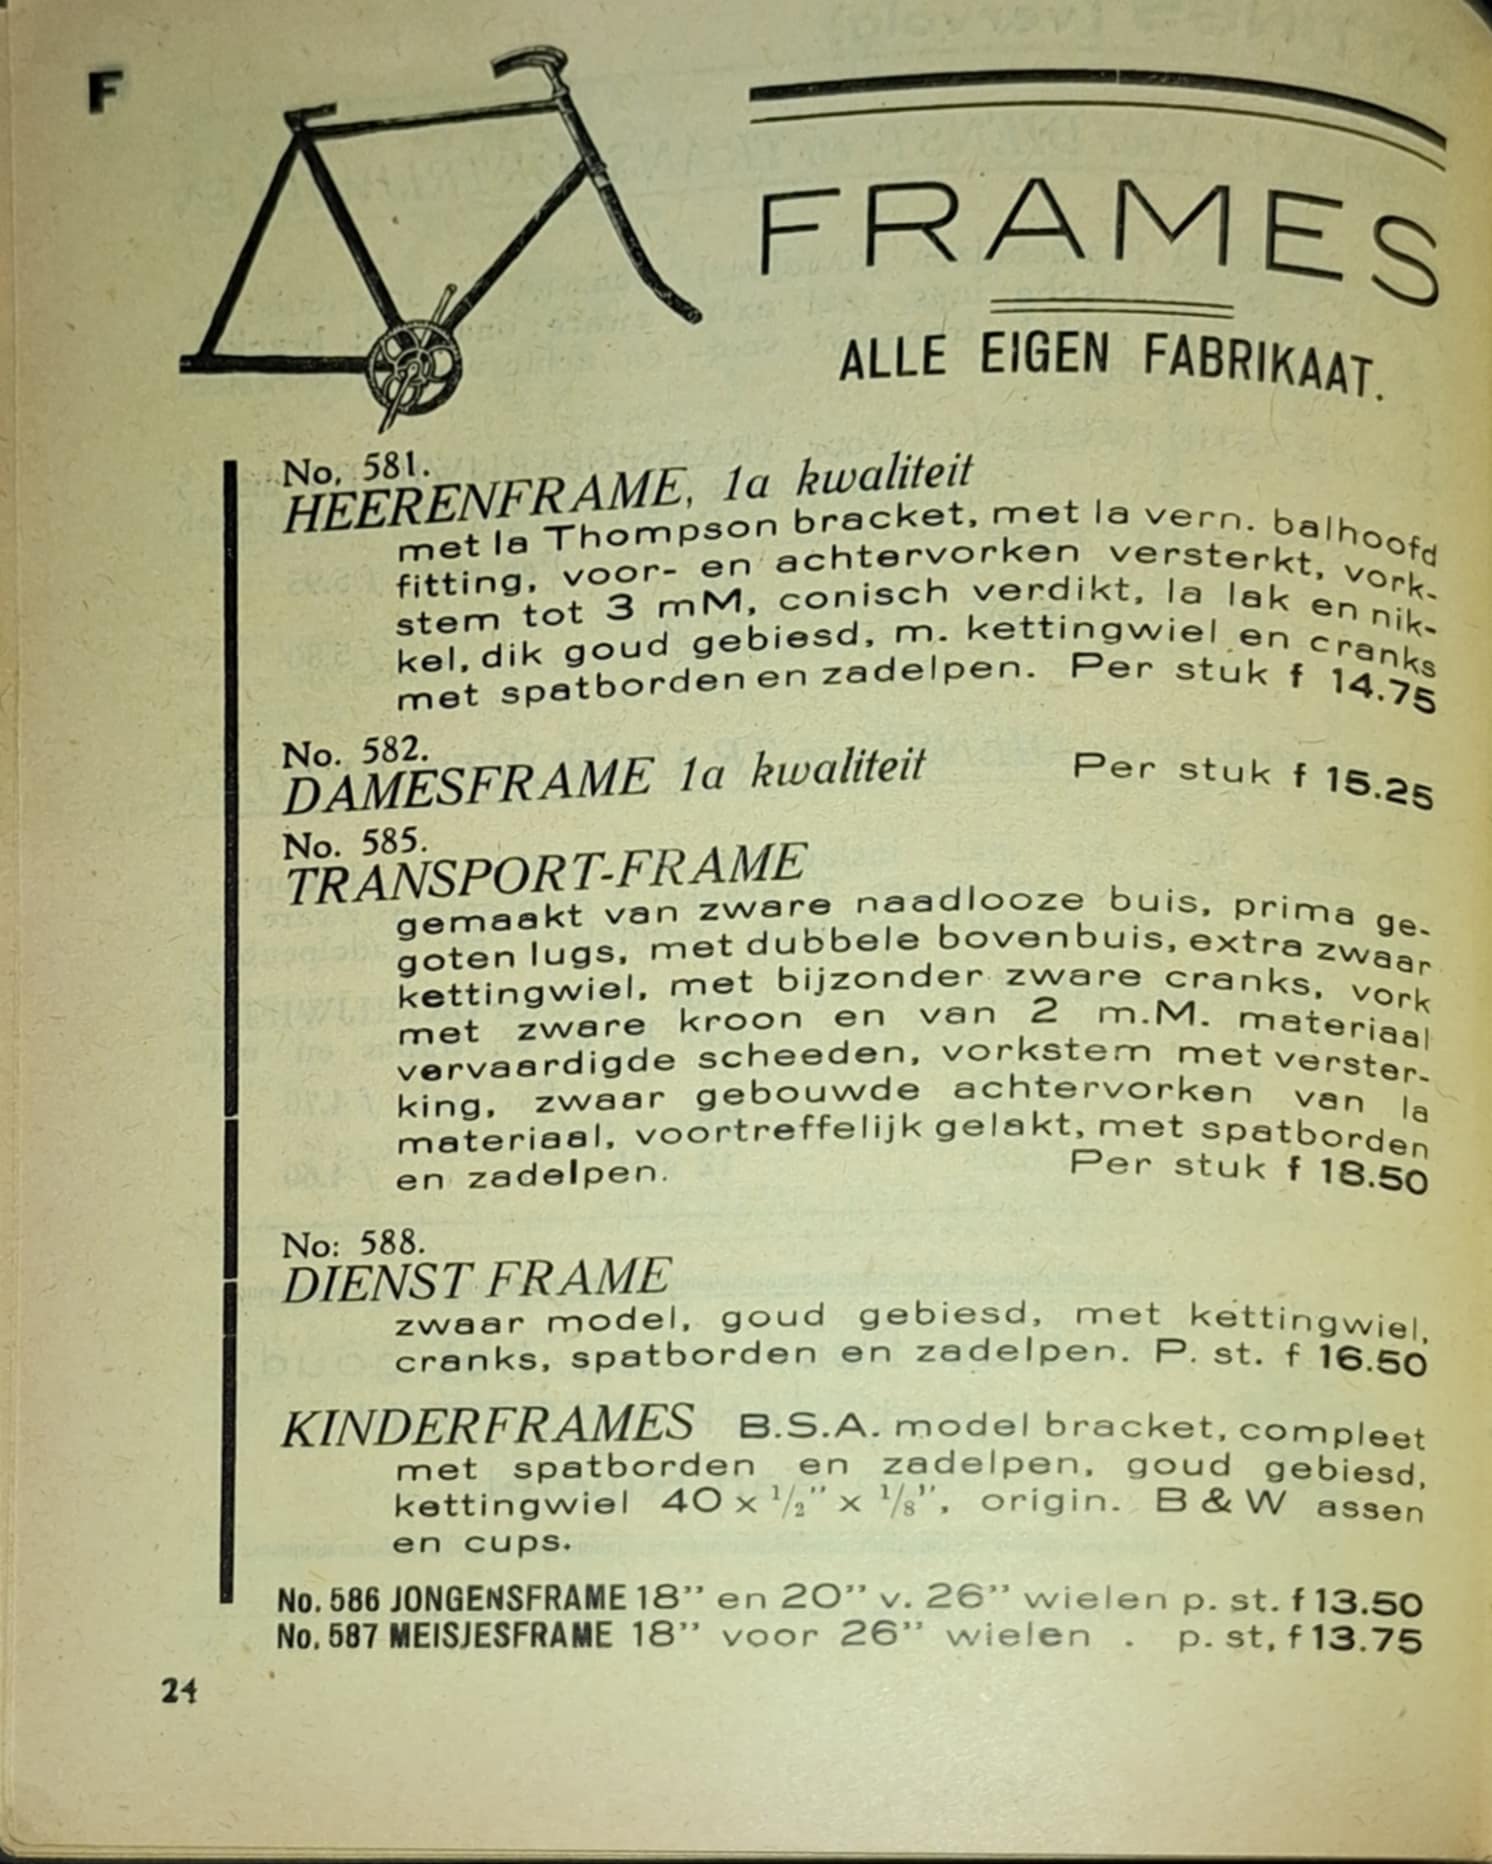 F
FRAMES
ALLE EIGEN FABRIKAAT.
No. 581.
HEERENFRAME, 1a kwaliteit
met Ia Thompson bracket, met Ia vern. balhoofd
fitting, voor- en achtervorken versterkt, vork-
stem tot 3 mM, conisch verdikt, Ia lak en nik-
kel, dik goud gebiesd, m. kettingwiel en cranks
met spatborden en zadelpen. Per stuk f 14.75
No. 582.
DAMESFRAME 1a kwaliteit Per stuk f 15.25
No. 585.
TRANSPORT-FRAME
gemaakt van zware naadlooze buis, prima ge-
goten lugs, met dubbele bovenbuis, extra zwaar
kettingwiel, met bijzonder zware cranks, vork
met zware kroon en van 2 m.M. materiaal
vervaardigde scheeden, vorkstem met verster-
king, zwaar gebouwde achtervorken van Ia
materiaal, voortreffelijk gelakt, met spatborden
en zadelpen. Per stuk f 18.50
No: 588.
DIENST FRAME
zwaar model, goud gebiesd, met kettingwiel,
cranks, spatborden en zadelpen. P. st. f 16.50
KINDERFRAMES B.S.A. model bracket, compleet
met spatborden en zadelpen, goud gebiesd,
kettingwiel 40 x 1/2" x 1/8", origin. B & W assen
en cups.
No. 586 JONGENSFRAME 18" en 20" v. 26" wielen p. st. f 13.50
No. 587 MEISJESFRAME 18" voor 26" wielen . p. st, f 13.75
24